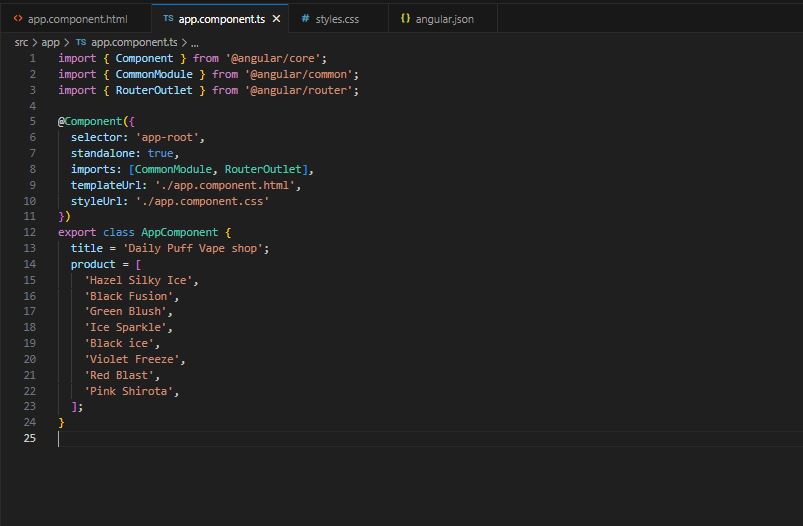 <> app.component.html TS app.component.ts × # styles.css {} angular.json
src > app > TS app.component.ts > ...
1 import { Component } from '@angular/core';
2 import { CommonModule } from '@angular/common';
3 import { RouterOutlet } from '@angular/router';
4
5 @Component({
6   selector: 'app-root',
7   standalone: true,
8   imports: [CommonModule, RouterOutlet],
9   templateUrl: './app.component.html',
10   styleUrl: './app.component.css'
11 })
12 export class AppComponent {
13   title = 'Daily Puff Vape shop';
14   product = [
15     'Hazel Silky Ice',
16     'Black Fusion',
17     'Green Blush',
18     'Ice Sparkle',
19     'Black ice',
20     'Violet Freeze',
21     'Red Blast',
22     'Pink Shirota',
23   ];
24 }
25